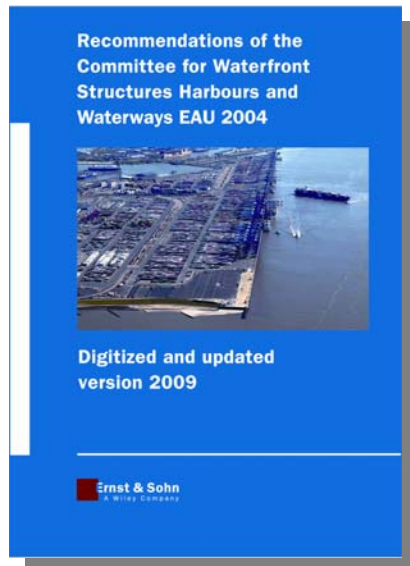 Recommendations of the
Committee for Waterfront
Structures Harbours and
Waterways EAU 2004
Digitized and updated
version 2009
Ernst & Sohn
A Wiley Company